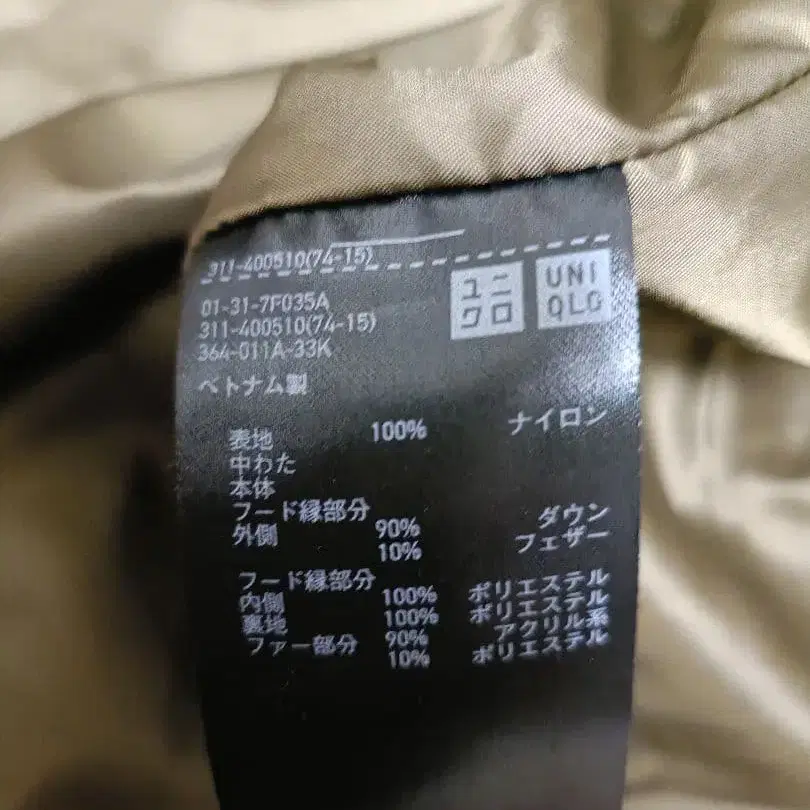 311-400510(74-15)
ユニクロ UNIQLO
01-31-7F035A
311-400510(74-15)
364-011A-33K
ベトナム製
表地 100% ナイロン
中わた
本体
フード縁部分
外側 90% ダウン
10% フェザー
フード縁部分
内側 100% ポリエステル
裏地 100% ポリエステル
ファー部分 90% アクリル系
10% ポリエステル